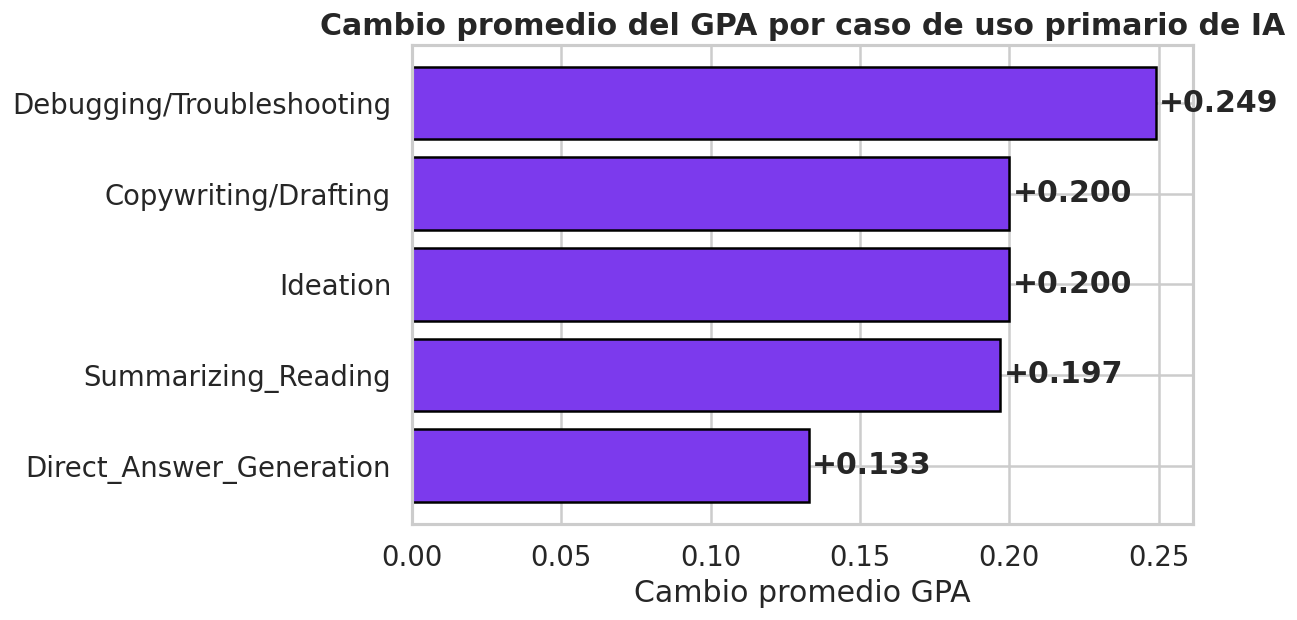 Cambio promedio del GPA por caso de uso primario de IA
Debugging/Troubleshooting
+0.249
Copywriting/Drafting
+0.200
Ideation
+0.200
Summarizing_Reading
+0.197
Direct_Answer_Generation
+0.133
0.00 0.05 0.10 0.15 0.20 0.25
Cambio promedio GPA